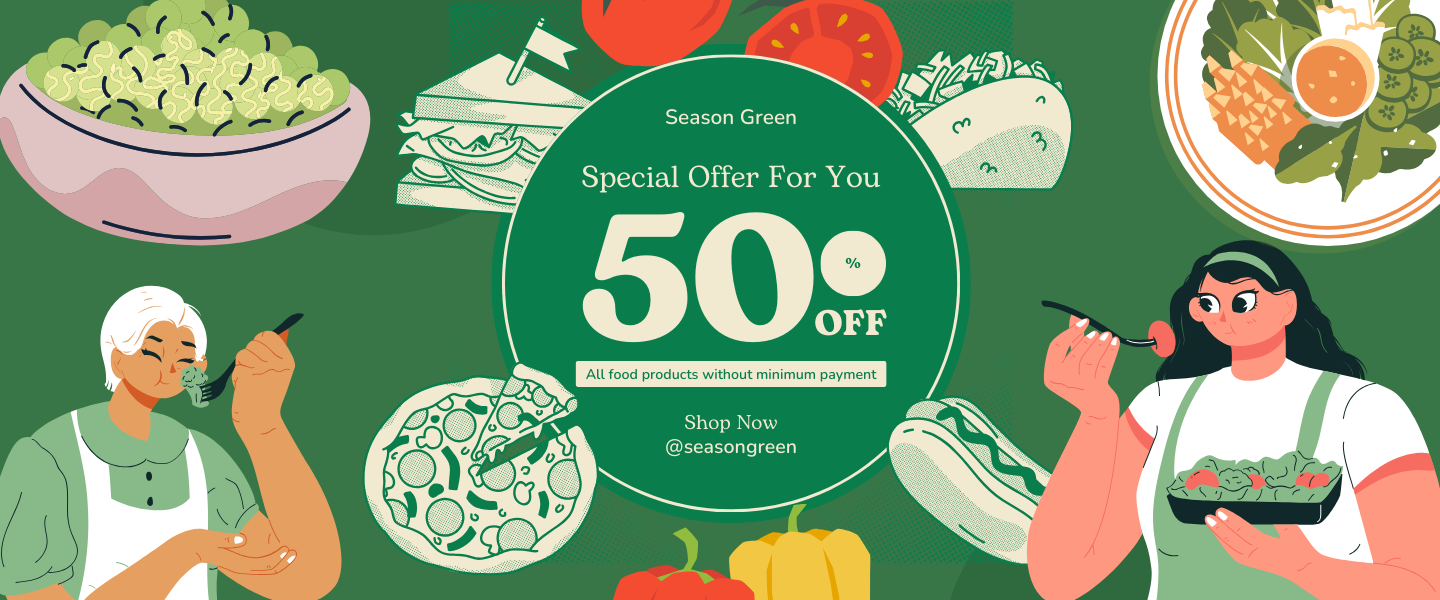 Season Green
Special Offer For You
50%
OFF
All food products without minimum payment
Shop Now
@seasongreen